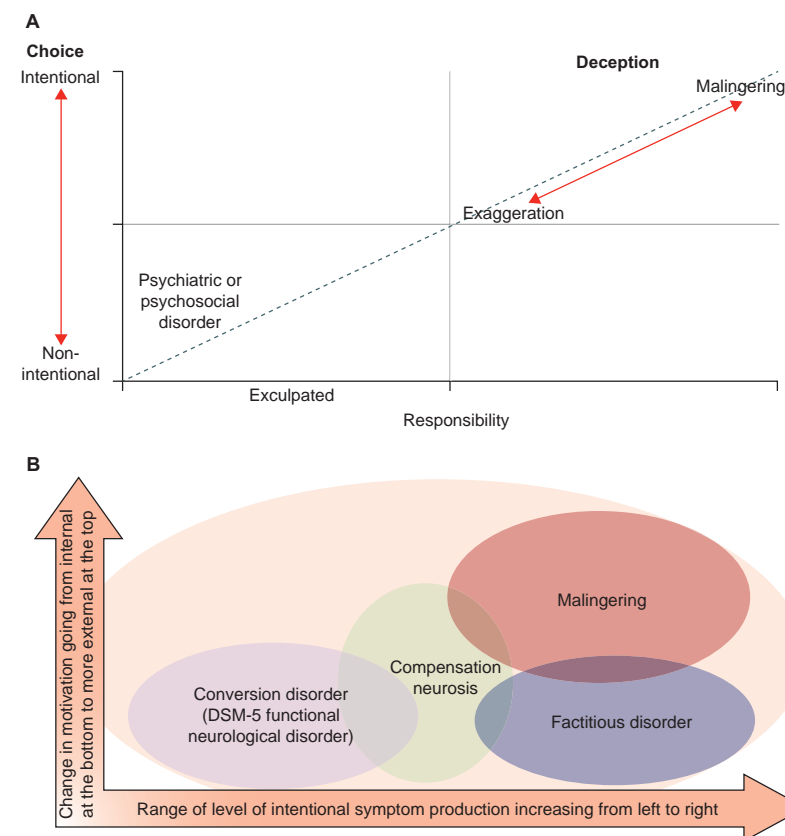 A
Choice
Intentional
Deception
Malingering
Exaggeration
Psychiatric or
psychosocial
disorder
Non-
intentional
Exculpated
Responsibility
B
Change in motivation going from internal
at the bottom to more external at the top
Malingering
Compensation
neurosis
Conversion disorder
(DSM-5 functional
neurological disorder)
Factitious disorder
Range of level of intentional symptom production increasing from left to right